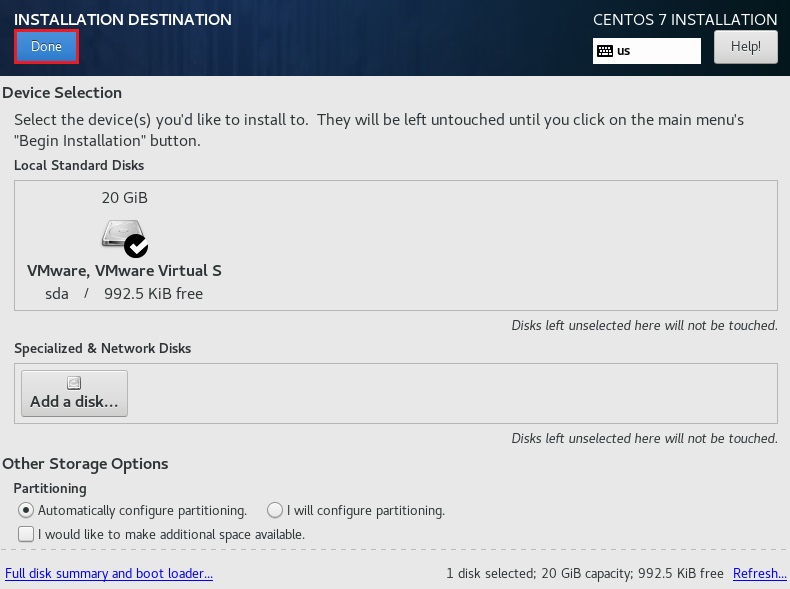 INSTALLATION DESTINATION
CENTOS 7 INSTALLATION
Done
us
Help!
Device Selection
Select the device(s) you'd like to install to.  They will be left untouched until you click on the main menu's
"Begin Installation" button.
Local Standard Disks
20 GiB
VMware, VMware Virtual S
sda / 992.5 KiB free
Disks left unselected here will not be touched.
Specialized & Network Disks
Add a disk...
Disks left unselected here will not be touched.
Other Storage Options
Partitioning
Automatically configure partitioning. I will configure partitioning.
I would like to make additional space available.
Full disk summary and boot loader... 1 disk selected; 20 GiB capacity; 992.5 KiB free Refresh...